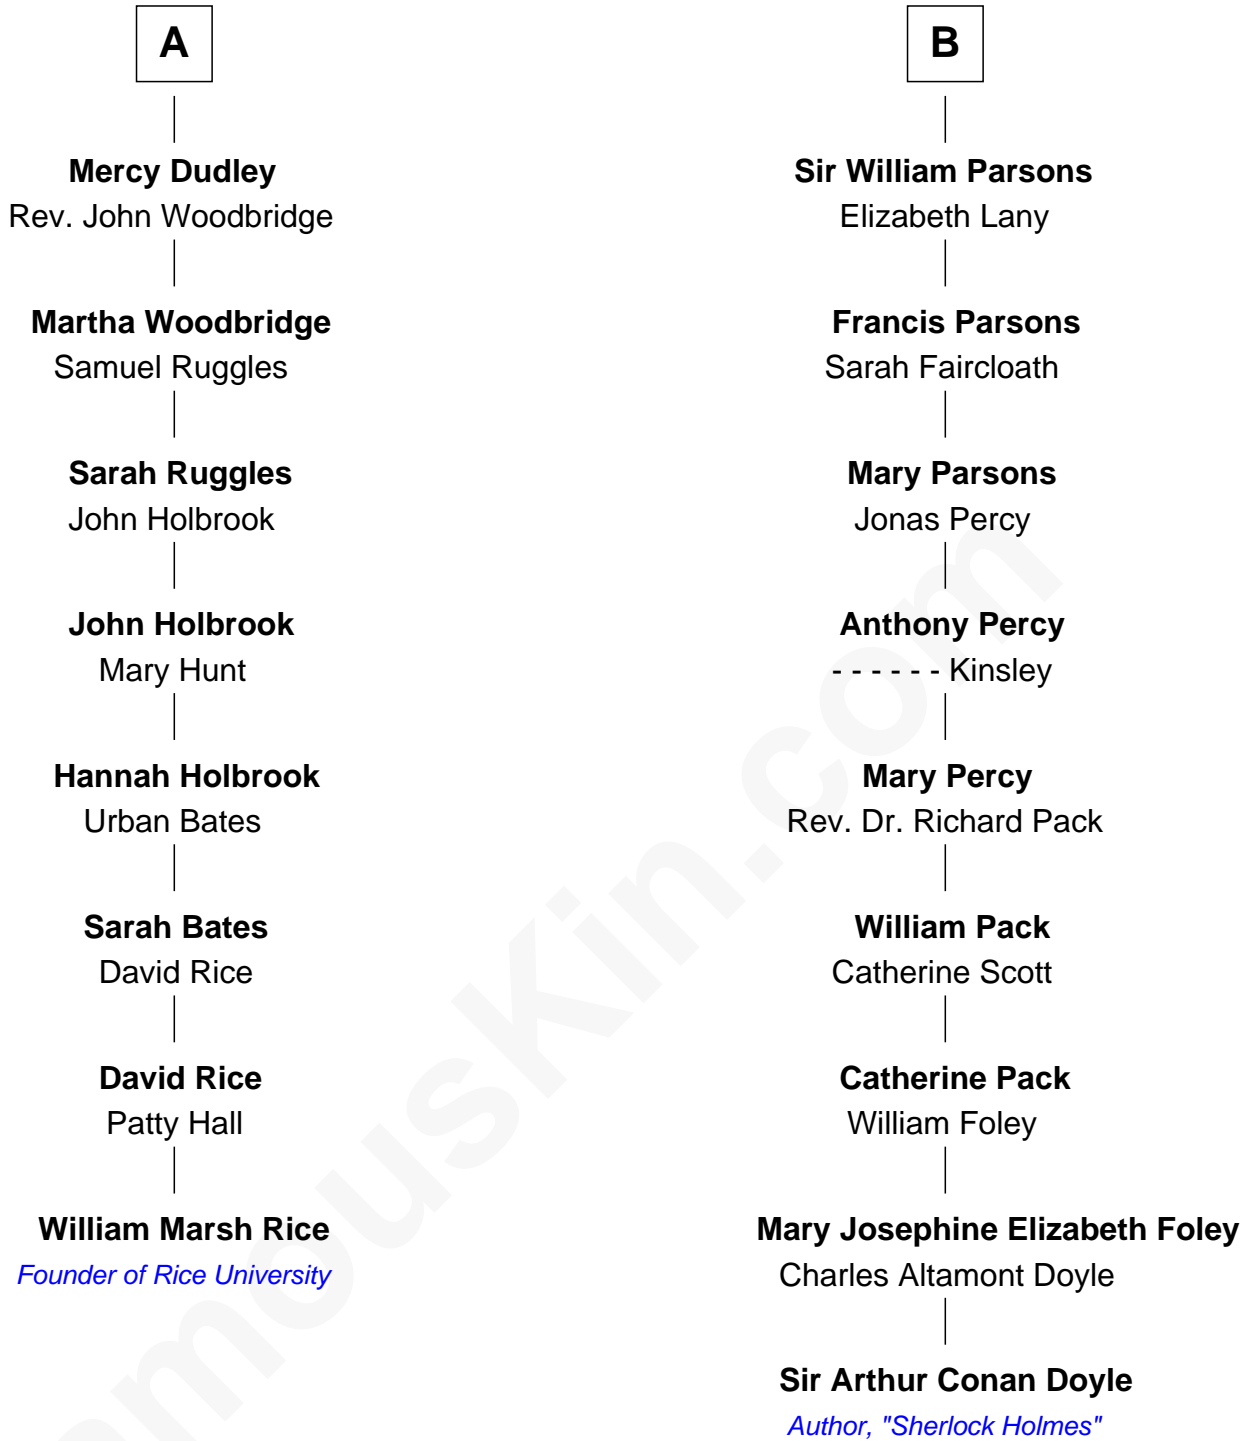 A
Mercy Dudley
Rev. John Woodbridge
Martha Woodbridge
Samuel Ruggles
Sarah Ruggles
John Holbrook
John Holbrook
Mary Hunt
Hannah Holbrook
Urban Bates
Sarah Bates
David Rice
David Rice
Patty Hall
William Marsh Rice
Founder of Rice University
B
Sir William Parsons
Elizabeth Lany
Francis Parsons
Sarah Faircloath
Mary Parsons
Jonas Percy
Anthony Percy
- - - - - - Kinsley
Mary Percy
Rev. Dr. Richard Pack
William Pack
Catherine Scott
Catherine Pack
William Foley
Mary Josephine Elizabeth Foley
Charles Altamont Doyle
Sir Arthur Conan Doyle
Author, "Sherlock Holmes"
amousKin.com